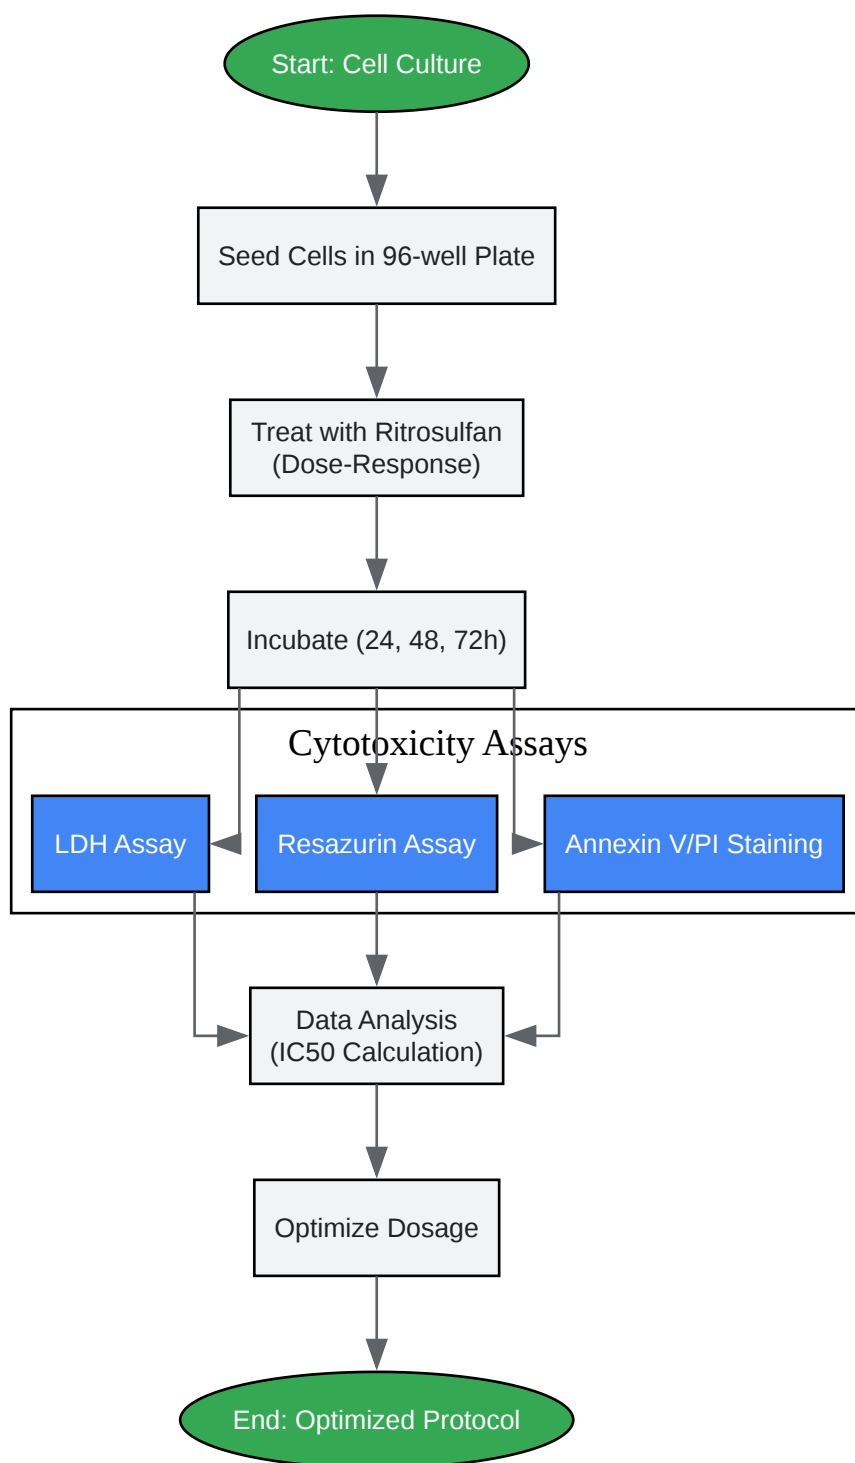 Start: Cell Culture
Seed Cells in 96-well Plate
Treat with Ritrosulfan
(Dose-Response)
Incubate (24, 48, 72h)
Cytotoxicity Assays
LDH Assay
Resazurin Assay
Annexin V/PI Staining
Data Analysis
(IC50 Calculation)
Optimize Dosage
End: Optimized Protocol